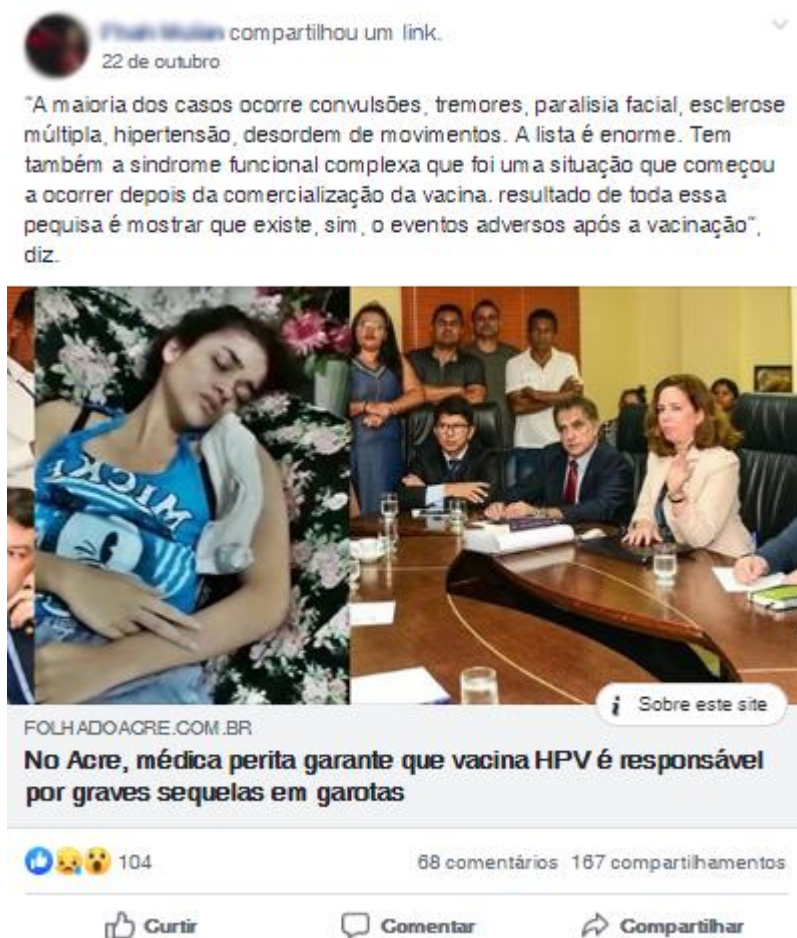 compartilhou um link.
22 de outubro
"A maioria dos casos ocorre convulsões, tremores, paralisia facial, esclerose
múltipla, hipertensão, desordem de movimentos. A lista é enorme. Tem
também a sindrome funcional complexa que foi uma situação que começou
a ocorrer depois da comercialização da vacina. resultado de toda essa
pequisa é mostrar que existe, sim, o eventos adversos após a vacinação",
diz.
MICK
i Sobre este site
FOLHADOACRE.COM.BR
No Acre, médica perita garante que vacina HPV é responsável
por graves sequelas em garotas
104 68 comentários 167 compartilhamentos
Curtir Comentar Compartilhar